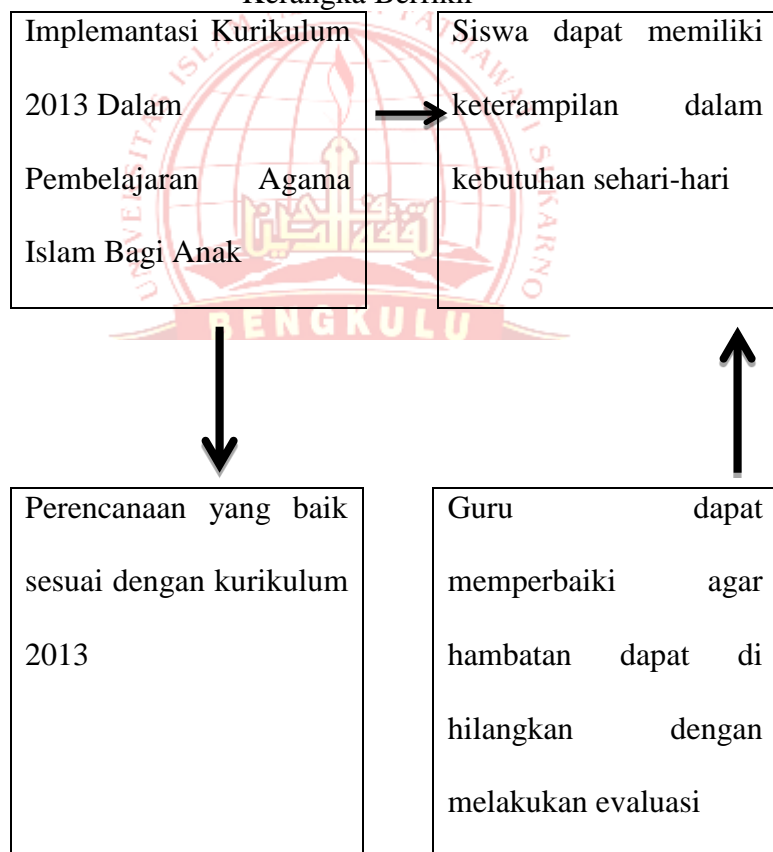 Kerangka Berfikir
Implemantasi Kurikulum
2013 Dalam
Pembelajaran Agama
Islam Bagi Anak
Siswa dapat memiliki
keterampilan dalam
kebutuhan sehari-hari
BENGKULU
Perencanaan yang baik
sesuai dengan kurikulum
2013
Guru dapat
memperbaiki agar
hambatan dapat di
hilangkan dengan
melakukan evaluasi